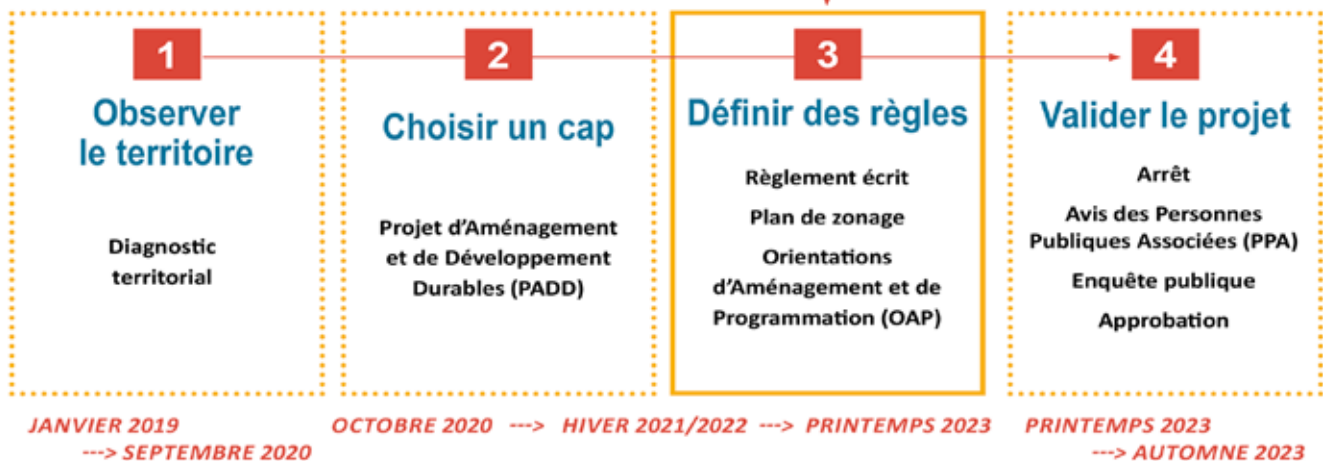 1
Observer
le territoire
Diagnostic
territorial
2
Choisir un cap
Projet d’Aménagement
et de Développement
Durables (PADD)
3
Définir des règles
Règlement écrit
Plan de zonage
Orientations
d’Aménagement et de
Programmation (OAP)
4
Valider le projet
Arrêt
Avis des Personnes
Publiques Associées (PPA)
Enquête publique
Approbation
JANVIER 2019
---> SEPTEMBRE 2020
OCTOBRE 2020 ---> HIVER 2021/2022 ---> PRINTEMPS 2023
PRINTEMPS 2023
---> AUTOMNE 2023